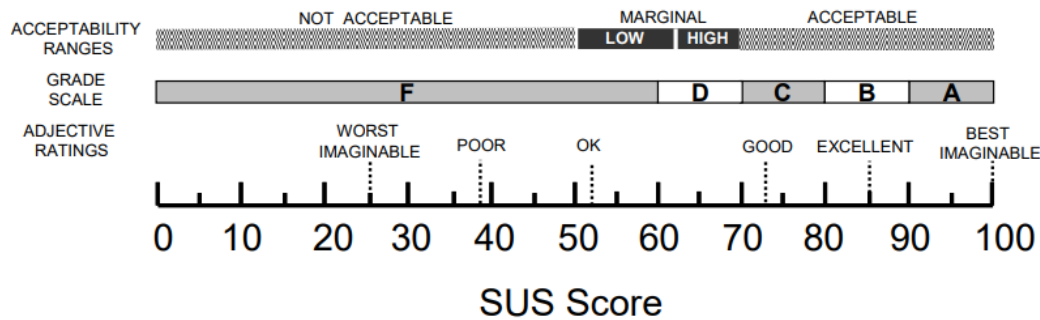 NOT ACCEPTABLE MARGINAL ACCEPTABLE
ACCEPTABILITY
RANGES
LOW HIGH
GRADE
SCALE
F D C B A
ADJECTIVE
RATINGS
WORST
IMAGINABLE
POOR OK GOOD EXCELLENT
BEST
IMAGINABLE
0 10 20 30 40 50 60 70 80 90 100
SUS Score